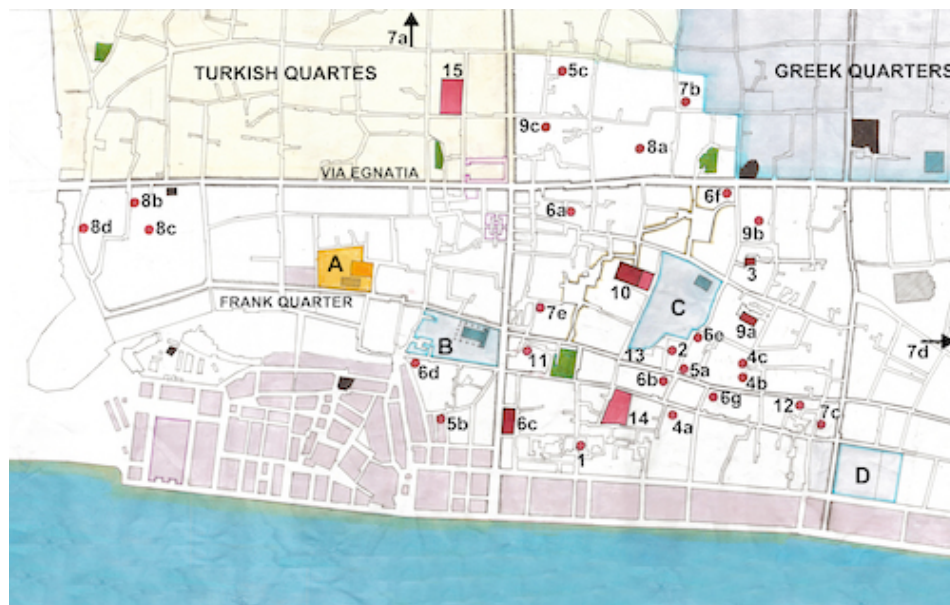 7a
TURKISH QUARTES
15
5c
GREEK QUARTERS
7b
9c
8a
VIA EGNATIA
8b
8d
8c
6a
6f
9b
3
A
10
C
FRANK QUARTER
7e
9a
B
11
13
2
6e
4c
7d
6d
5a
4b
6b
6g
12
7c
5b
6c
14
4a
1
D